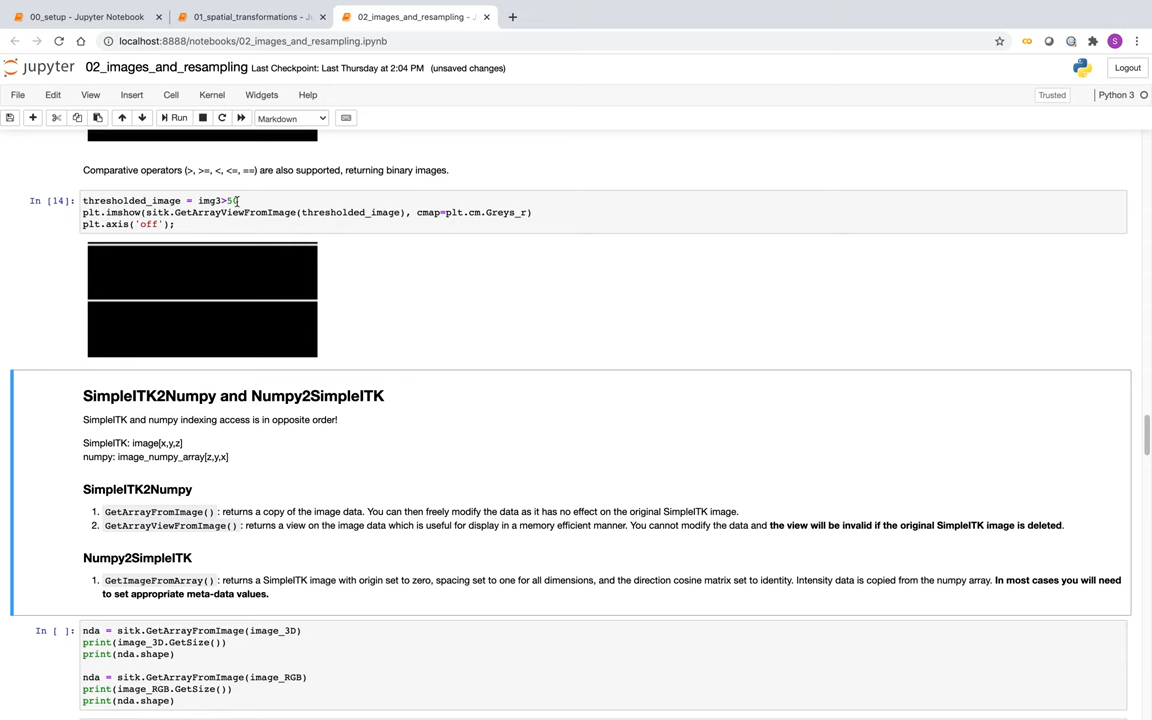 00_setup - Jupyter Notebook
01_spatial_transformations - Ju
02_images_and_resampling - J
localhost:8888/notebooks/02_images_and_resampling.ipynb
S
jupyter 02_images_and_resampling Last Checkpoint: Last Thursday at 2:04 PM (unsaved changes)
Logout
File Edit View Insert Cell Kernel Widgets Help
Trusted
Python 3
Run
Markdown
Comparative operators (>, >=, <, <=, ==) are also supported, returning binary images.
In [14]: thresholded_image = img3>50
plt.imshow(sitk.GetArrayViewFromImage(thresholded_image), cmap=plt.cm.Greys_r)
plt.axis('off');
SimpleITK2Numpy and Numpy2SimpleITK
SimpleITK and numpy indexing access is in opposite order!
SimpleITK: image[x,y,z]
numpy: image_numpy_array[z,y,x]
SimpleITK2Numpy
1. GetArrayFromImage() : returns a copy of the image data. You can then freely modify the data as it has no effect on the original SimpleITK image.
2. GetArrayViewFromImage() : returns a view on the image data which is useful for display in a memory efficient manner. You cannot modify the data and the view will be invalid if the original SimpleITK image is deleted.
Numpy2SimpleITK
1. GetImageFromArray() : returns a SimpleITK image with origin set to zero, spacing set to one for all dimensions, and the direction cosine matrix set to identity. Intensity data is copied from the numpy array. In most cases you will need
to set appropriate meta-data values.
In [ ]: nda = sitk.GetArrayFromImage(image_3D)
print(image_3D.GetSize())
print(nda.shape)
nda = sitk.GetArrayFromImage(image_RGB)
print(image_RGB.GetSize())
print(nda.shape)